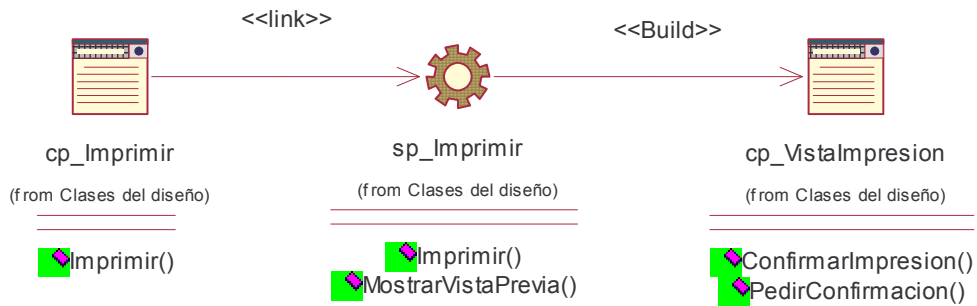 <<link>>
<<Build>>
cp_Imprimir
sp_Imprimir
cp_VistaImpresion
(from Clases del diseño)
(from Clases del diseño)
(from Clases del diseño)
Imprimir()
Imprimir()
ConfirmarImpresion()
MostrarVistaPrevia()
PedirConfirmacion()